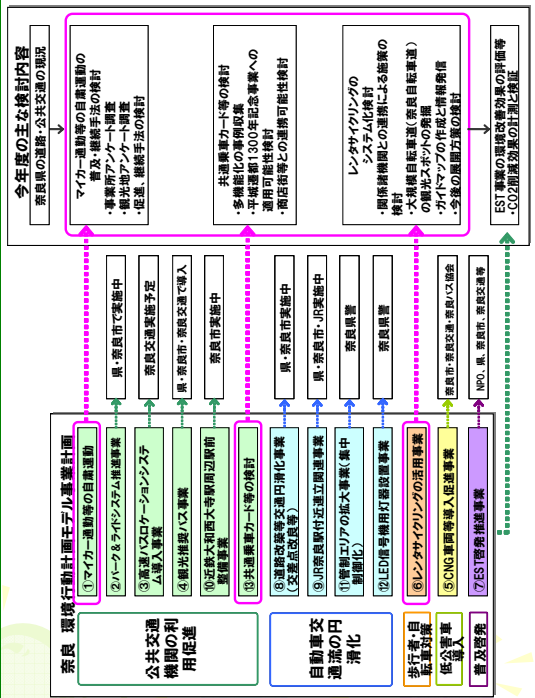 奈良 環境行動計画モデル事業計画
公共交通
機関の利
用促進
①マイカー通勤等の自粛運動
②パーク＆ライドシステム推進事業
県・奈良市で実施中
③高速バスロケーションシステ
ム導入事業
奈良交通実施予定
④観光推奨バス事業
県・奈良市・奈良交通で導入
⑩近鉄大和西大寺駅周辺駅前
整備事業
奈良市実施中
⑬共通乗車カード等の検討
自動車交
通流の円
滑化
⑧道路改築等交通円滑化事業
（交差点改良等）
県・奈良市実施中
⑨JR奈良駅付近連立関連事業
県・奈良市・JR実施中
⑪管制エリアの拡大事業（集中
制御化）
奈良県警
⑫LED信号機用灯器設置事業
奈良県警
歩行者・自
転車対策
⑥レンタサイクリングの活用事業
低公害車
導入
⑤CNG車両等導入促進事業
奈良市・奈良交通・奈良バス協会
普及啓発
⑦EST啓発推進事業
NPO、県、奈良市、奈良交通等
今年度の主な検討内容
奈良県の道路・公共交通の現況
マイカー通勤等の自粛運動の
普及・継続手法の検討
・事業所アンケート調査
・観光地アンケート調査
・促進、継続手法の検討
共通乗車カード等の検討
・多機能化の事例収集
・平城遷都1300年記念事業への
適用可能性検討
・商店街等との連携可能性検討
レンタサイクリングの
システム化検討
・関係諸機関との連携による施策の
検討
・大規模自転車道（奈良自転車道）
の観光スポットの発掘
・ガイドマップの作成と情報発信
・今後の展開方策の検討
EST事業の環境改善効果の評価等
・CO2削減効果の計測と検証